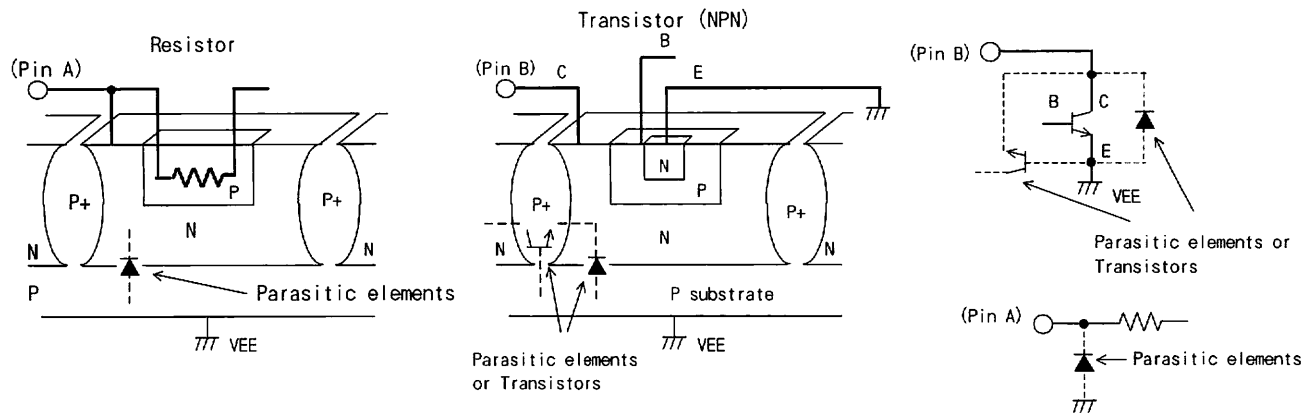 Resistor
(Pin A)
P
P+
P+
N
N
N
P
Parasitic elements
VEE
Transistor (NPN)
B
(Pin B)
C
E
N
P
P+
P+
N
N
N
P substrate
VEE
Parasitic elements
or Transistors
(Pin B)
B
C
E
VEE
Parasitic elements or
Transistors
(Pin A)
Parasitic elements